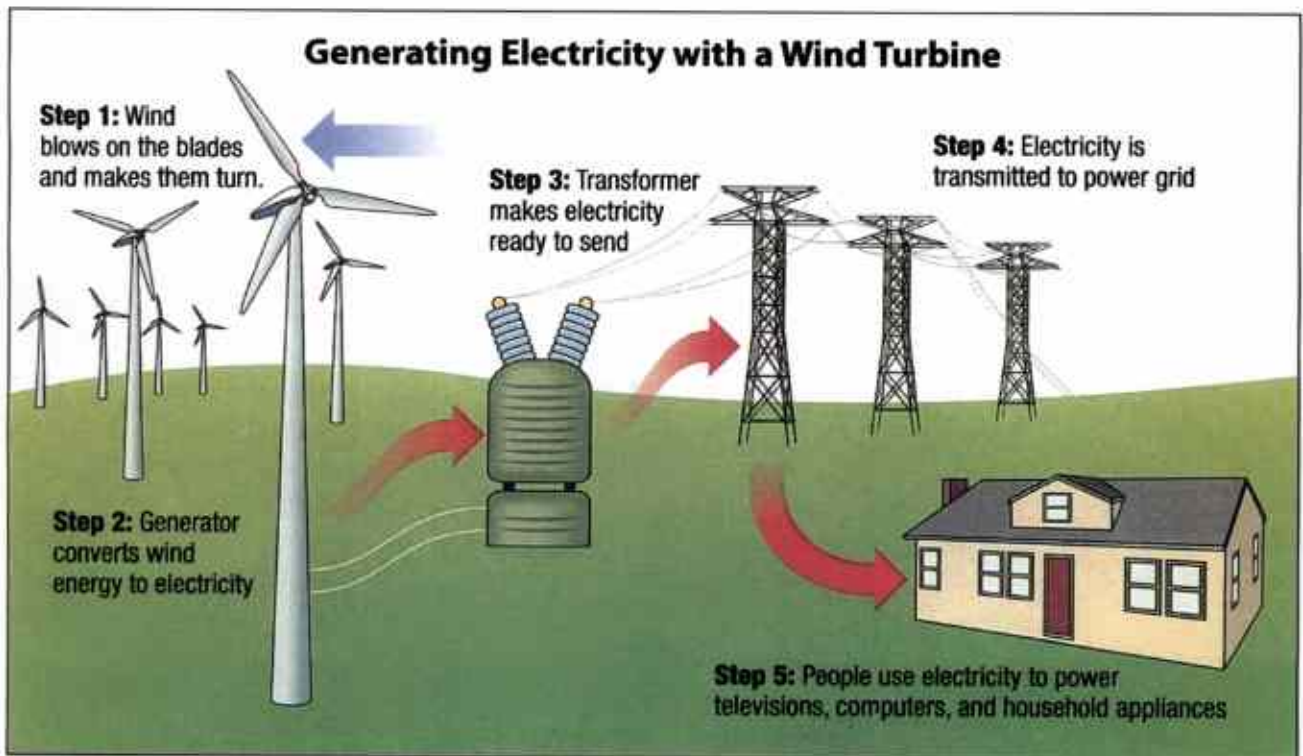 Generating Electricity with a Wind Turbine
Step 1: Wind
blows on the blades
and makes them turn.
Step 2: Generator
converts wind
energy to electricity
Step 3: Transformer
makes electricity
ready to send
Step 4: Electricity is
transmitted to power grid
Step 5: People use electricity to power
televisions, computers, and household appliances